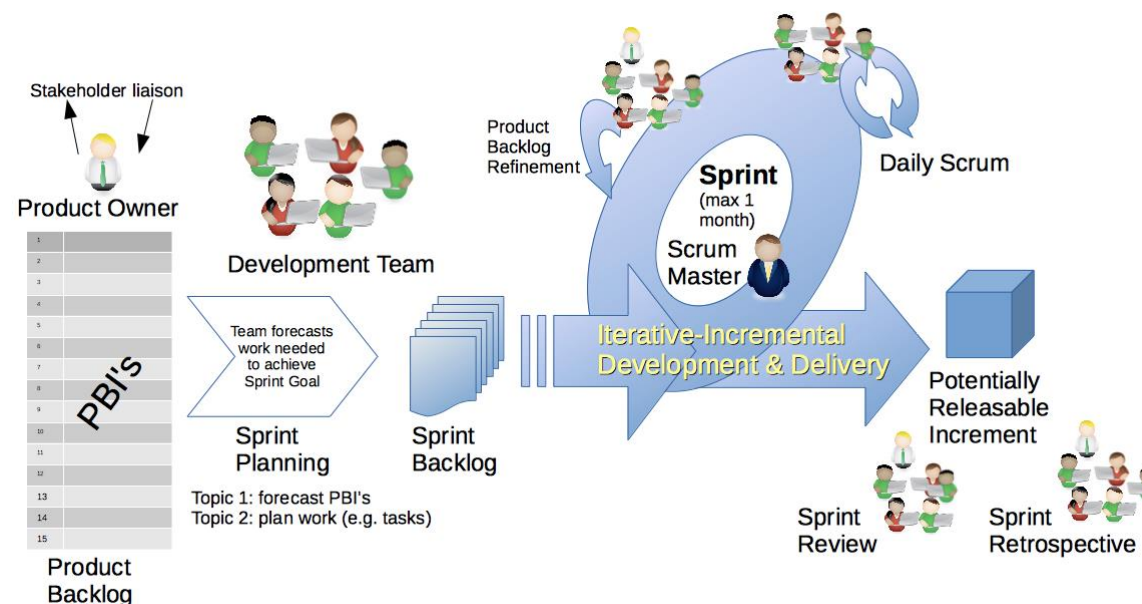 Stakeholder liaison
Product Owner
1
2
3
4
5
6
7
8
9
10
11
12
13
14
15
PBI's
Product
Backlog
Development Team
Team forecasts
work needed
to achieve
Sprint Goal
Sprint
Planning
Topic 1: forecast PBI's
Topic 2: plan work (e.g. tasks)
Sprint
Backlog
Product
Backlog
Refinement
Sprint
(max 1
month)
Scrum
Master
Daily Scrum
Iterative-Incremental
Development & Delivery
Potentially
Releasable
Increment
Sprint
Review
Sprint
Retrospective